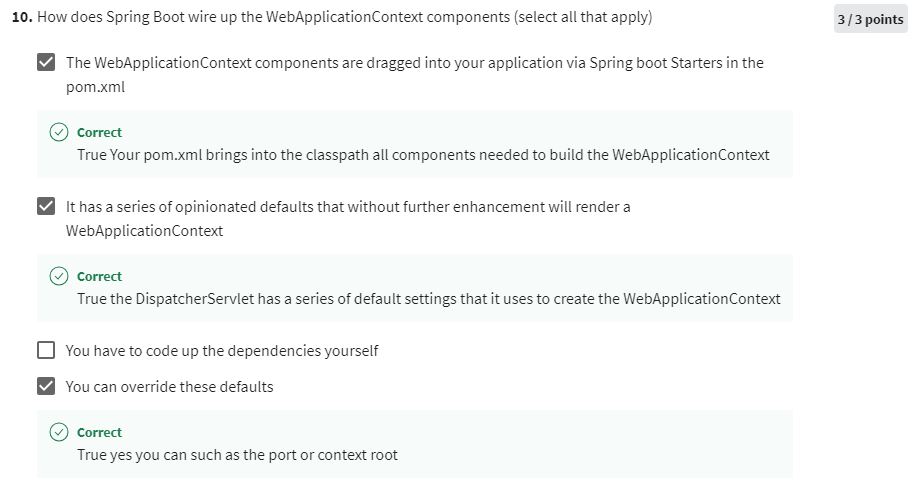 10. How does Spring Boot wire up the WebApplicationContext components (select all that apply)
3 / 3 points
The WebApplicationContext components are dragged into your application via Spring boot Starters in the
pom.xml
Correct
True Your pom.xml brings into the classpath all components needed to build the WebApplicationContext
It has a series of opinionated defaults that without further enhancement will render a
WebApplicationContext
Correct
True the DispatcherServlet has a series of default settings that it uses to create the WebApplicationContext
You have to code up the dependencies yourself
You can override these defaults
Correct
True yes you can such as the port or context root